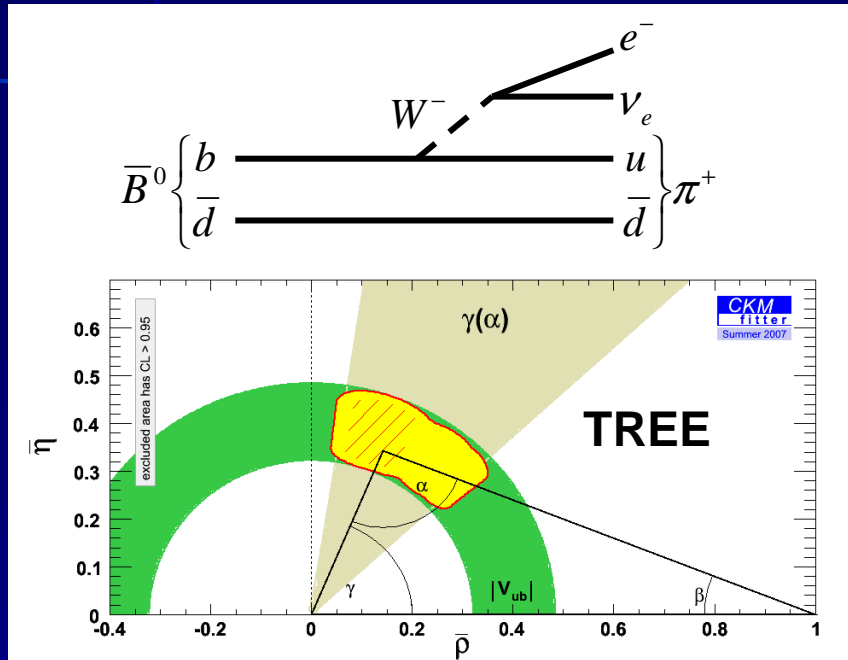 e⁻
W⁻
νₑ
B̅⁰ { b u } π⁺
d̅ d̅
γ(α)
CKM
fitter
Summer 2007
excluded area has CL > 0.95
TREE
0.6
0.5
0.4
0.3
0.2
0.1
0
η̅
α
γ
β
|V_ub|
-0.4 -0.2 0 0.2 0.4 0.6 0.8 1
ρ̅